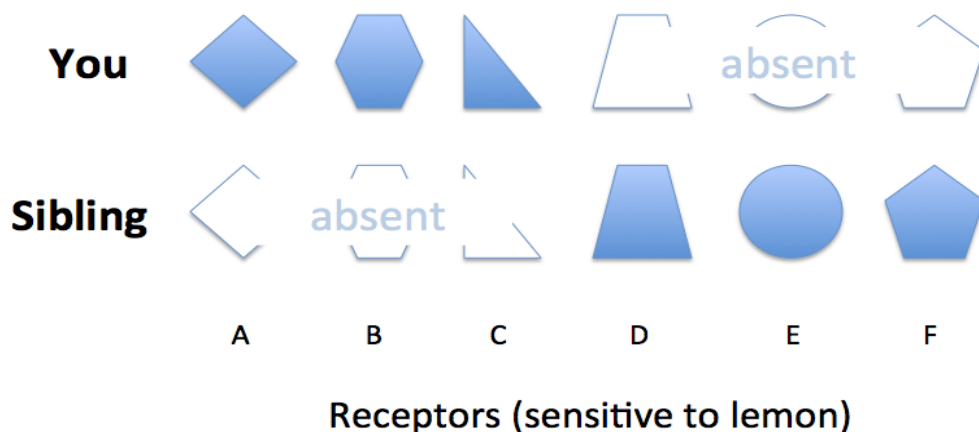 You absent
Sibling absent
A B C D E F
Receptors (sensitive to lemon)